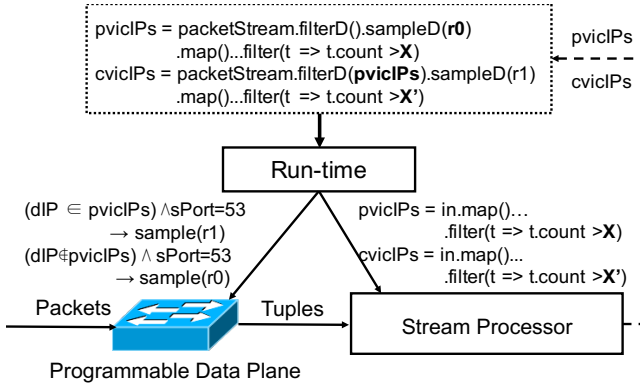 pvicIPs = packetStream.filterD().sampleD(r0)
.map()...filter(t => t.count >X)
cvicIPs = packetStream.filterD(pvicIPs).sampleD(r1)
.map()...filter(t => t.count >X')
pvicIPs
cvicIPs
Run-time
(dIP ∈ pvicIPs) ∧sPort=53
→ sample(r1)
(dIP∉pvicIPs) ∧ sPort=53
→ sample(r0)
pvicIPs = in.map()...
.filter(t => t.count >X)
cvicIPs = in.map()...
.filter(t => t.count >X')
Packets
Tuples
Stream Processor
Programmable Data Plane